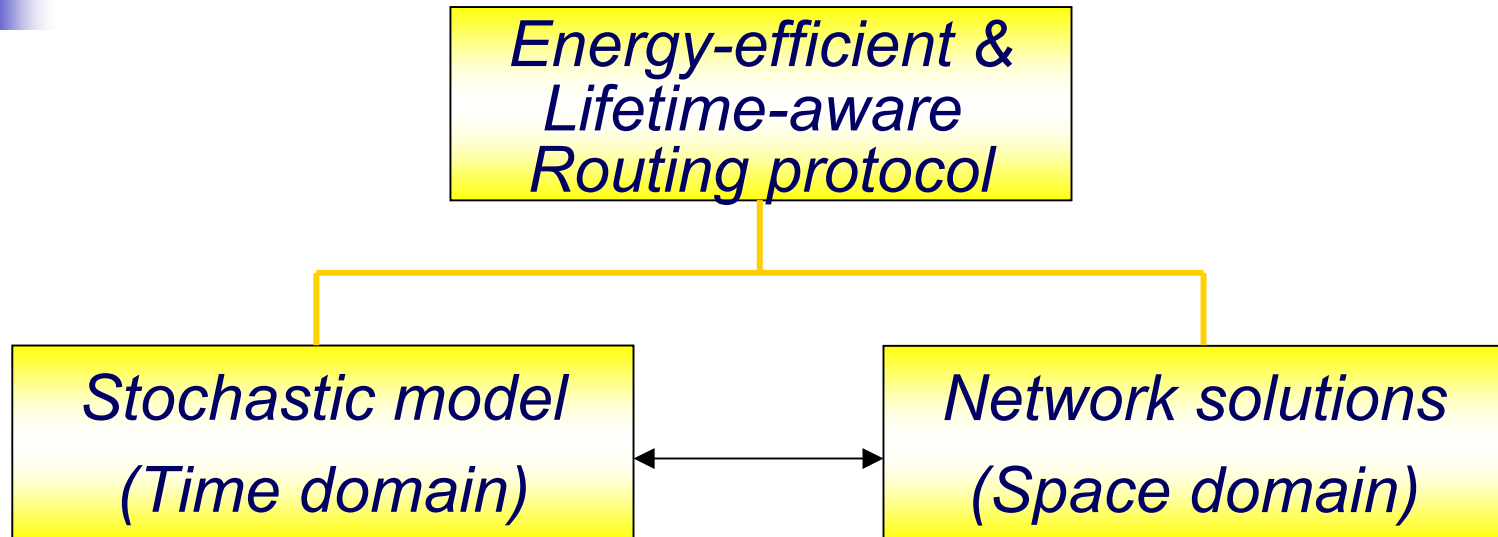 Energy-efficient &
Lifetime-aware
Routing protocol
Stochastic model
(Time domain)
Network solutions
(Space domain)